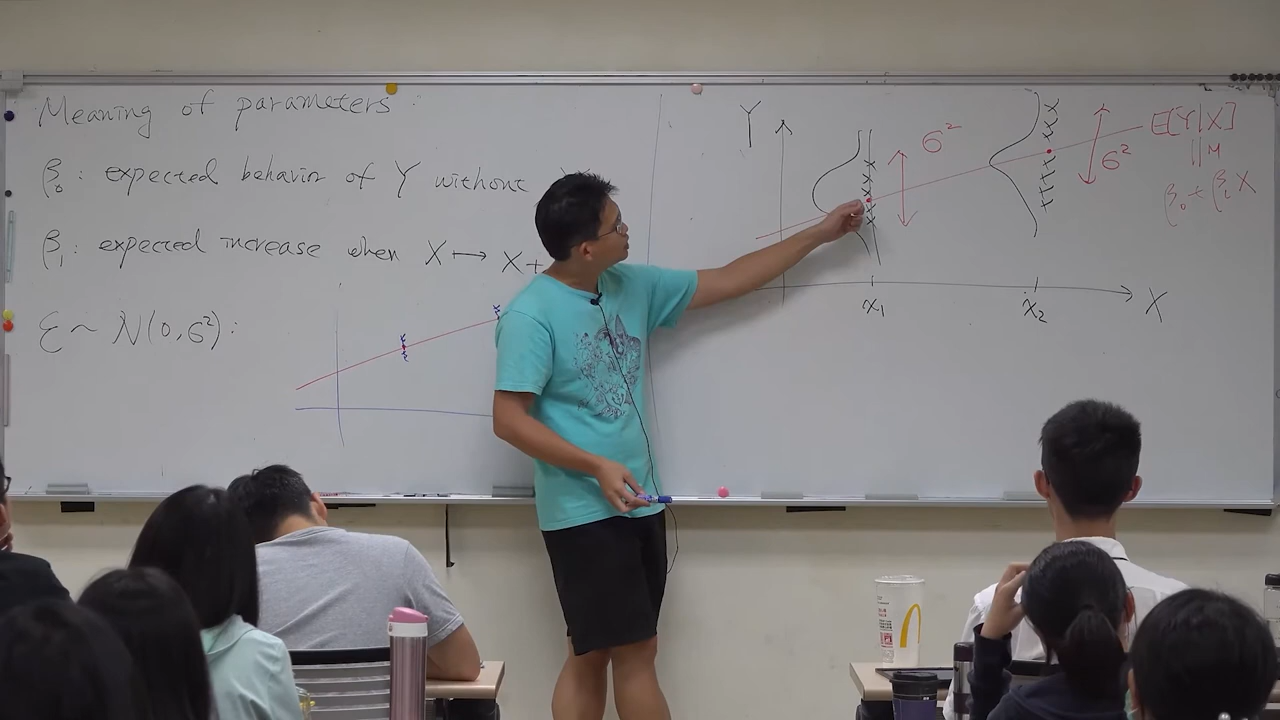 Meaning of parameters :
β₀ : expected behavior of Y without
β₁ : expected increase when X ↦ X +
ε ~ N(0, σ²) :
Y
σ²
σ²
E[Y|X]
|| M
β₀ + β₁ X
x₁
x₂
X